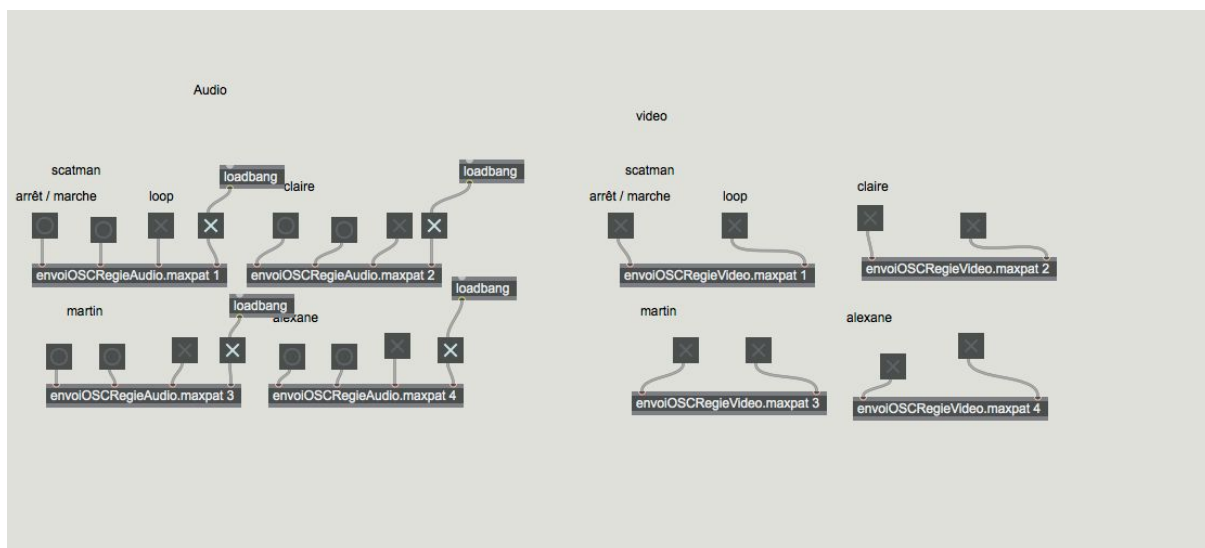 Audio
video
scatman
loadbang
loadbang
claire
arrêt / marche
loop
envoiOSCRegieAudio.maxpat 1
envoiOSCRegieAudio.maxpat 2
martin
loadbang
loadbang
alexane
envoiOSCRegieAudio.maxpat 3
envoiOSCRegieAudio.maxpat 4
scatman
arrêt / marche
loop
claire
envoiOSCRegieVideo.maxpat 1
envoiOSCRegieVideo.maxpat 2
martin
alexane
envoiOSCRegieVideo.maxpat 3
envoiOSCRegieVideo.maxpat 4